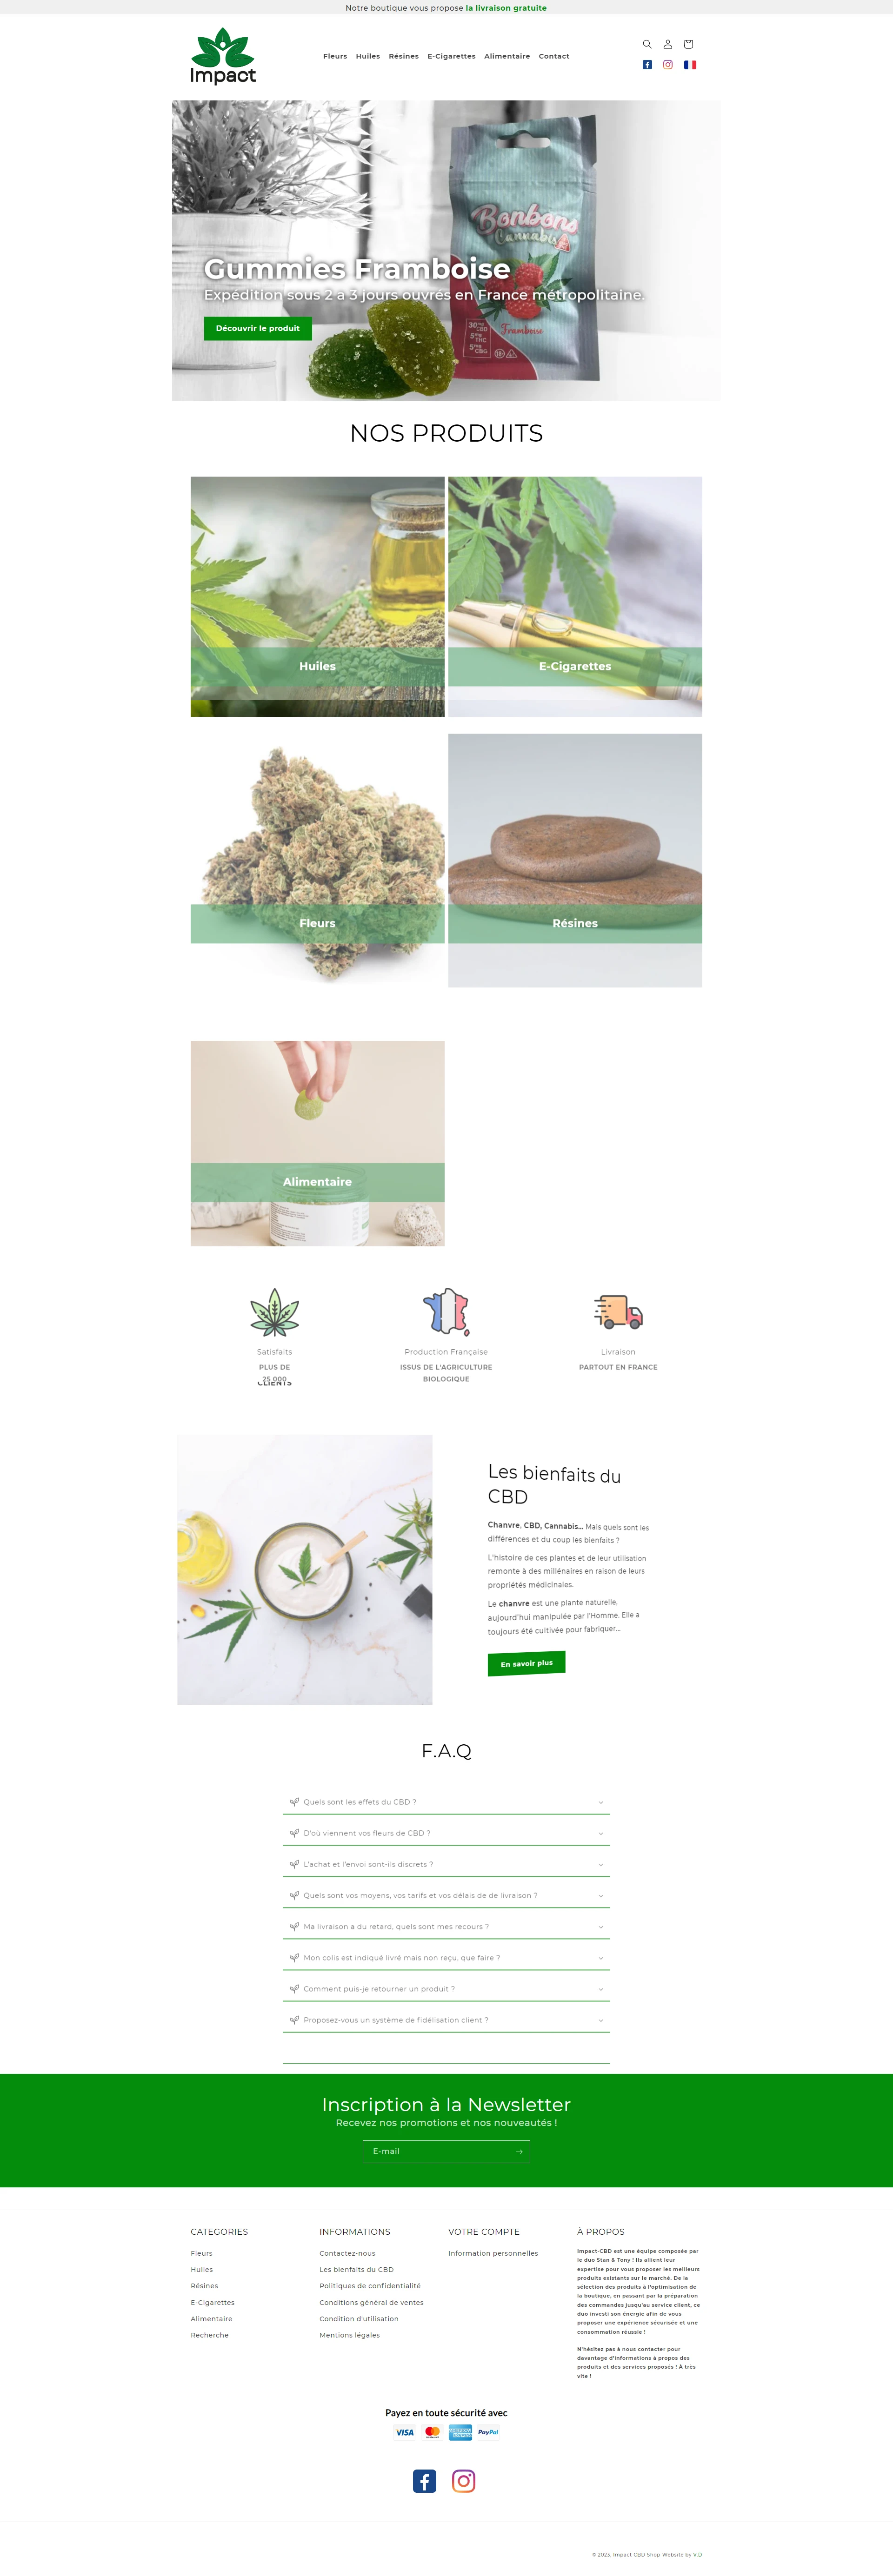 Notre boutique vous propose la livraison gratuite
Impact
Fleurs Huiles Résines E-Cigarettes Alimentaire Contact
Bonbons
Cannabis
Gummies Framboise
Expédition sous 2 a 3 jours ouvrés en France métropolitaine.
Découvrir le produit
30mg CBD
5mg THC
5mg CBG
Framboise
NOS PRODUITS
Huiles
E-Cigarettes
Fleurs
Résines
Alimentaire
Satisfaits
PLUS DE
25 000
CLIENTS
Production Française
ISSUS DE L'AGRICULTURE
BIOLOGIQUE
Livraison
PARTOUT EN FRANCE
Les bienfaits du
CBD
Chanvre, CBD, Cannabis... Mais quels sont les
différences et du coup les bienfaits ?
L'histoire de ces plantes et de leur utilisation
remonte à des millénaires en raison de leurs
propriétés médicinales.
Le chanvre est une plante naturelle,
aujourd'hui manipulée par l'Homme. Elle a
toujours été cultivée pour fabriquer...
En savoir plus
F.A.Q
Quels sont les effets du CBD ?
D'où viennent vos fleurs de CBD ?
L'achat et l'envoi sont-ils discrets ?
Quels sont vos moyens, vos tarifs et vos délais de de livraison ?
Ma livraison a du retard, quels sont mes recours ?
Mon colis est indiqué livré mais non reçu, que faire ?
Comment puis-je retourner un produit ?
Proposez-vous un système de fidélisation client ?
Inscription à la Newsletter
Recevez nos promotions et nos nouveautés !
E-mail
CATEGORIES
Fleurs
Huiles
Résines
E-Cigarettes
Alimentaire
Recherche
INFORMATIONS
Contactez-nous
Les bienfaits du CBD
Politiques de confidentialité
Conditions général de ventes
Condition d'utilisation
Mentions légales
VOTRE COMPTE
Information personnelles
À PROPOS
Impact-CBD est une équipe composée par
le duo Stan & Tony ! Ils allient leur
expertise pour vous proposer les meilleurs
produits existants sur le marché. De la
sélection des produits à l'optimisation de
la boutique, en passant par la préparation
des commandes jusqu'au service client, ce
duo investi son énergie afin de vous
proposer une expérience sécurisée et une
consommation réussie !
N'hésitez pas à nous contacter pour
davantage d'informations à propos des
produits et des services proposés ! À très
vite !
Payez en toute sécurité avec
VISA
PayPal
© 2023, Impact CBD Shop Website by V.D